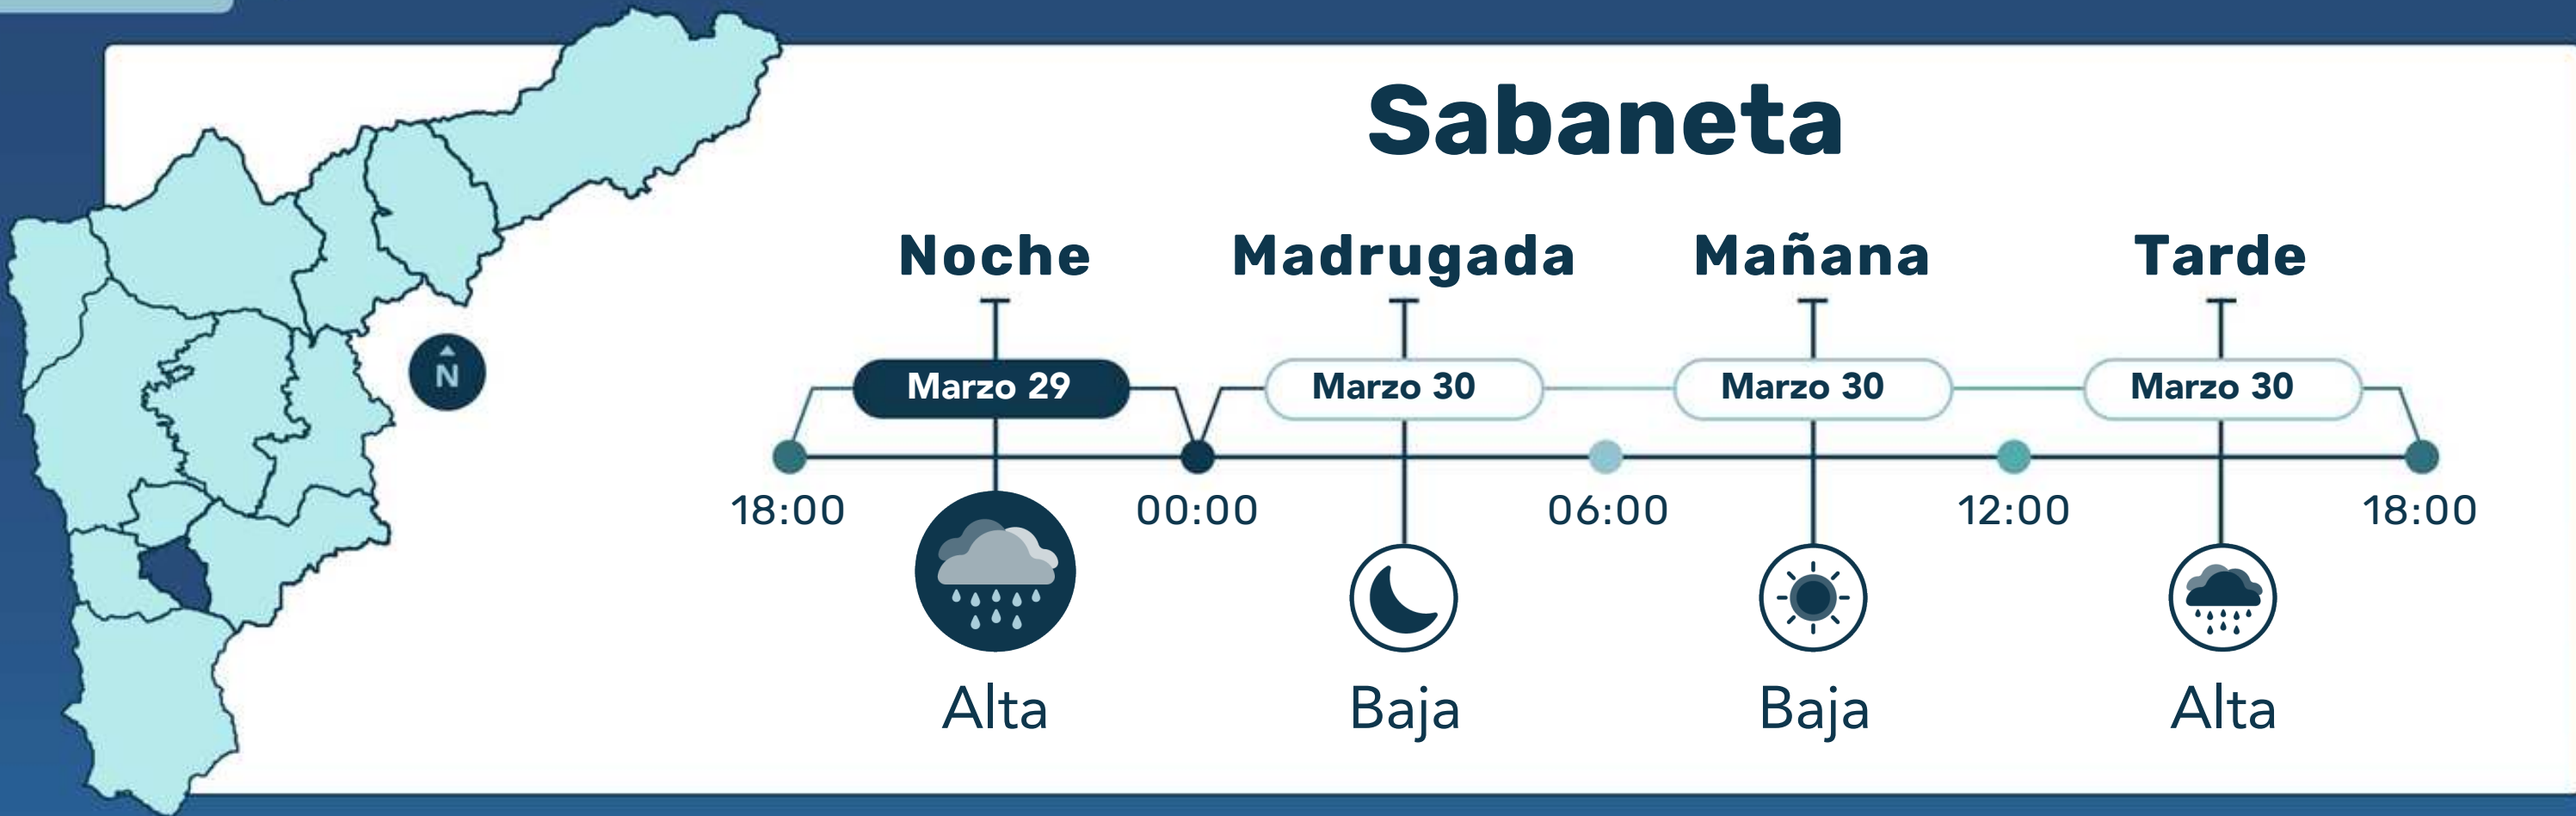 Sabaneta
Noche Madrugada Mañana Tarde
N
Marzo 29 Marzo 30 Marzo 30 Marzo 30
18:00 00:00 06:00 12:00 18:00
Alta Baja Baja Alta